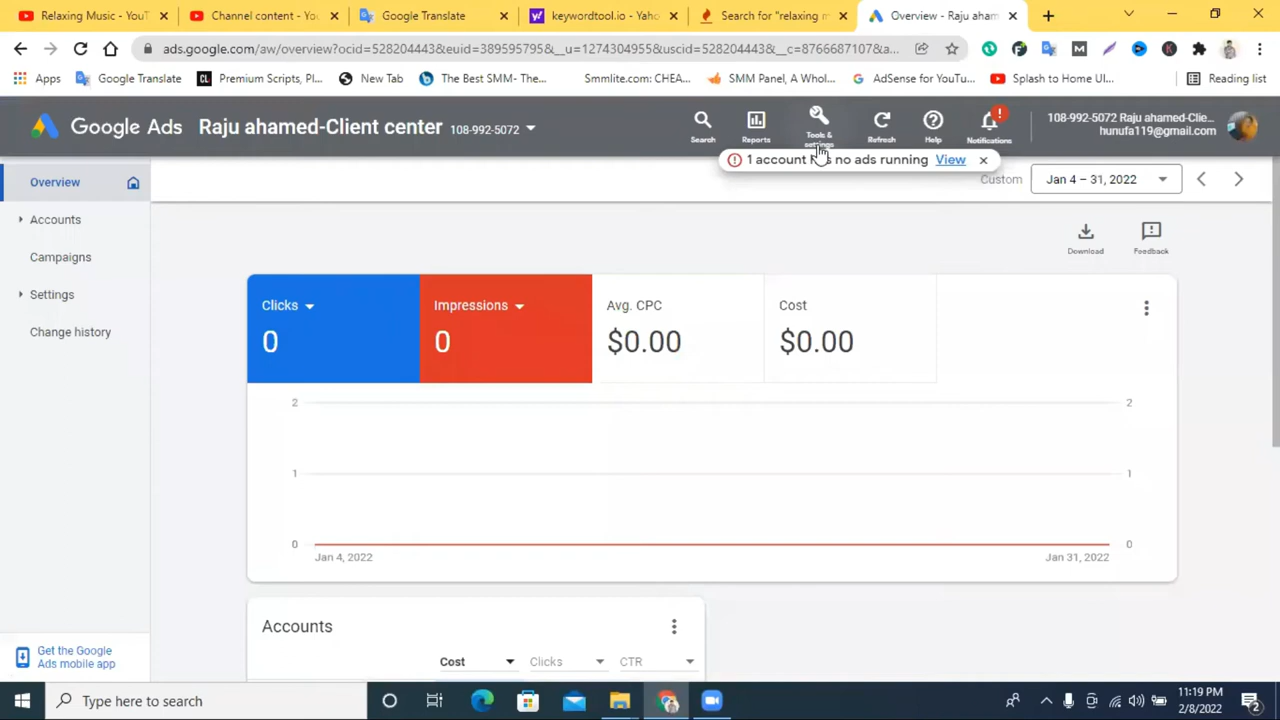 Relaxing Music - YouT
Channel content - You
Google Translate
keywordtool.io - Yaho
Search for "relaxing m
Overview - Raju aham
ads.google.com/aw/overview?ocid=528204443&euid=389595795&__u=1274304955&uscid=528204443&__c=8766687107&a...
Apps
Google Translate
Premium Scripts, Pl...
New Tab
The Best SMM- The...
Smmlite.com: CHEA...
SMM Panel, A Whol...
AdSense for YouTu...
Splash to Home UI...
Reading list
Google Ads
Raju ahamed-Client center
108-992-5072
Search
Reports
Tools &
settings
Refresh
Help
Notifications
108-992-5072 Raju ahamed-Clie...
hunufa119@gmail.com
1 account no ads running View
Overview
Custom
Jan 4 – 31, 2022
Accounts
Campaigns
Settings
Change history
Download
Feedback
Clicks
0
Impressions
0
Avg. CPC
$0.00
Cost
$0.00
2
2
1
1
0
0
Jan 4, 2022
Jan 31, 2022
Accounts
Cost
Clicks
CTR
Get the Google
Ads mobile app
Type here to search
11:19 PM
2/8/2022
2